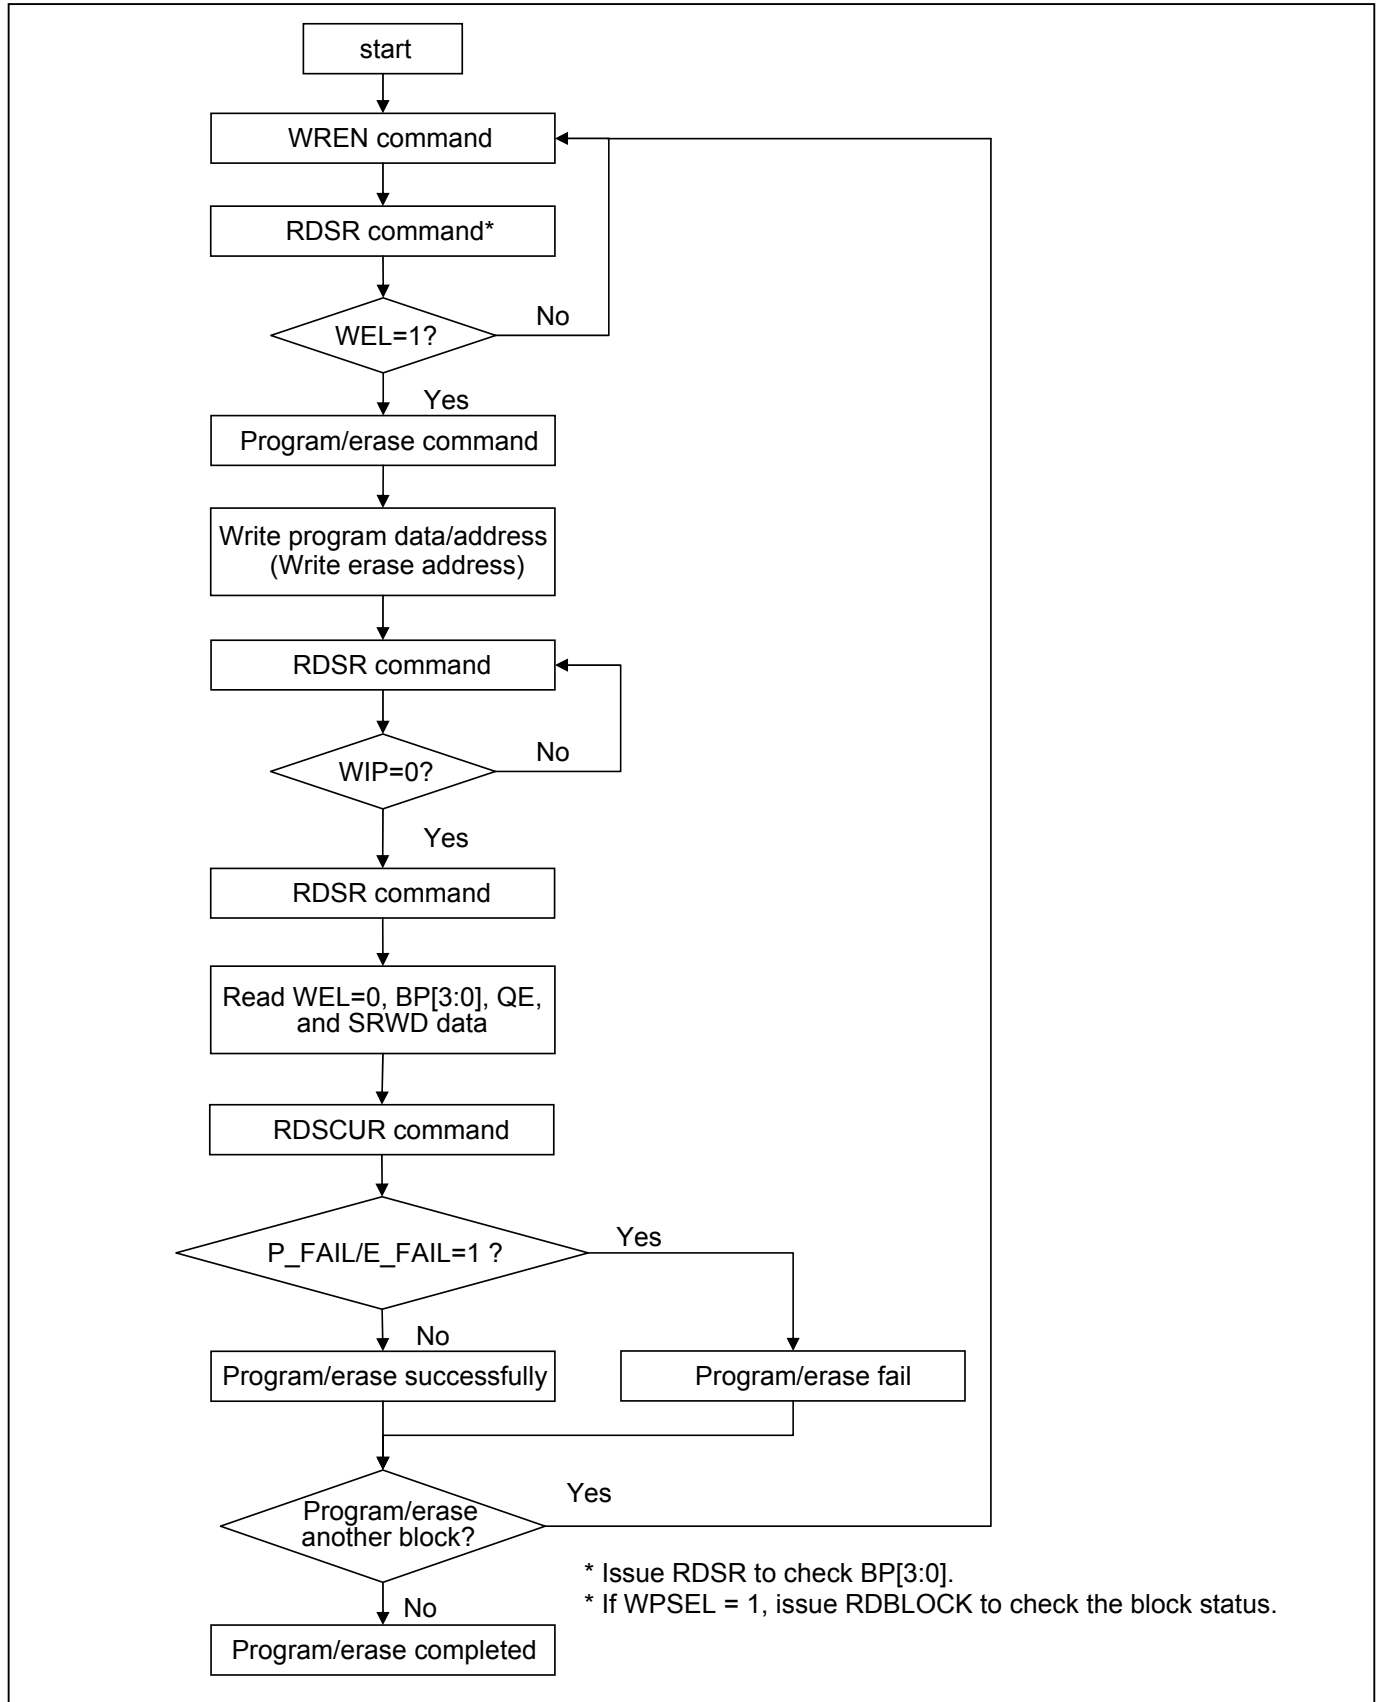 start
WREN command
RDSR command*
WEL=1?
No
Yes
Program/erase command
Write program data/address
(Write erase address)
RDSR command
WIP=0?
No
Yes
RDSR command
Read WEL=0, BP[3:0], QE,
and SRWD data
RDSCUR command
P_FAIL/E_FAIL=1 ?
Yes
No
Program/erase successfully
Program/erase fail
Program/erase
another block?
Yes
* Issue RDSR to check BP[3:0].
* If WPSEL = 1, issue RDBLOCK to check the block status.
No
Program/erase completed